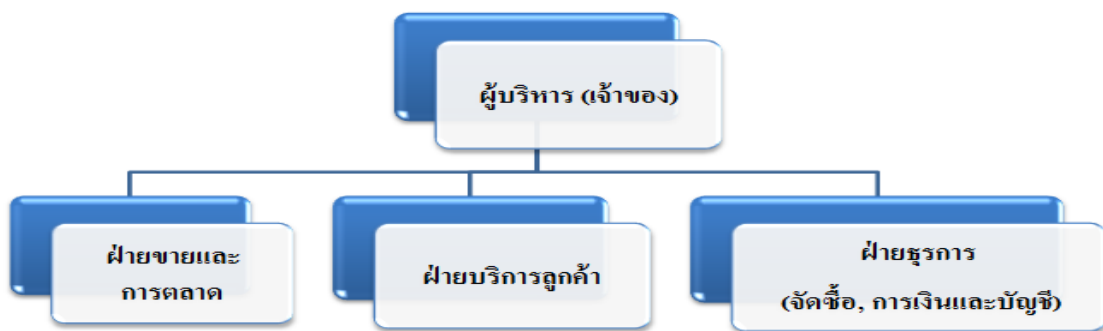 ผู้บริหาร (เจ้าของ)
ฝ่ายขายและ
การตลาด
ฝ่ายบริการลูกค้า
ฝ่ายธุรการ
(จัดซื้อ, การเงินและบัญชี)